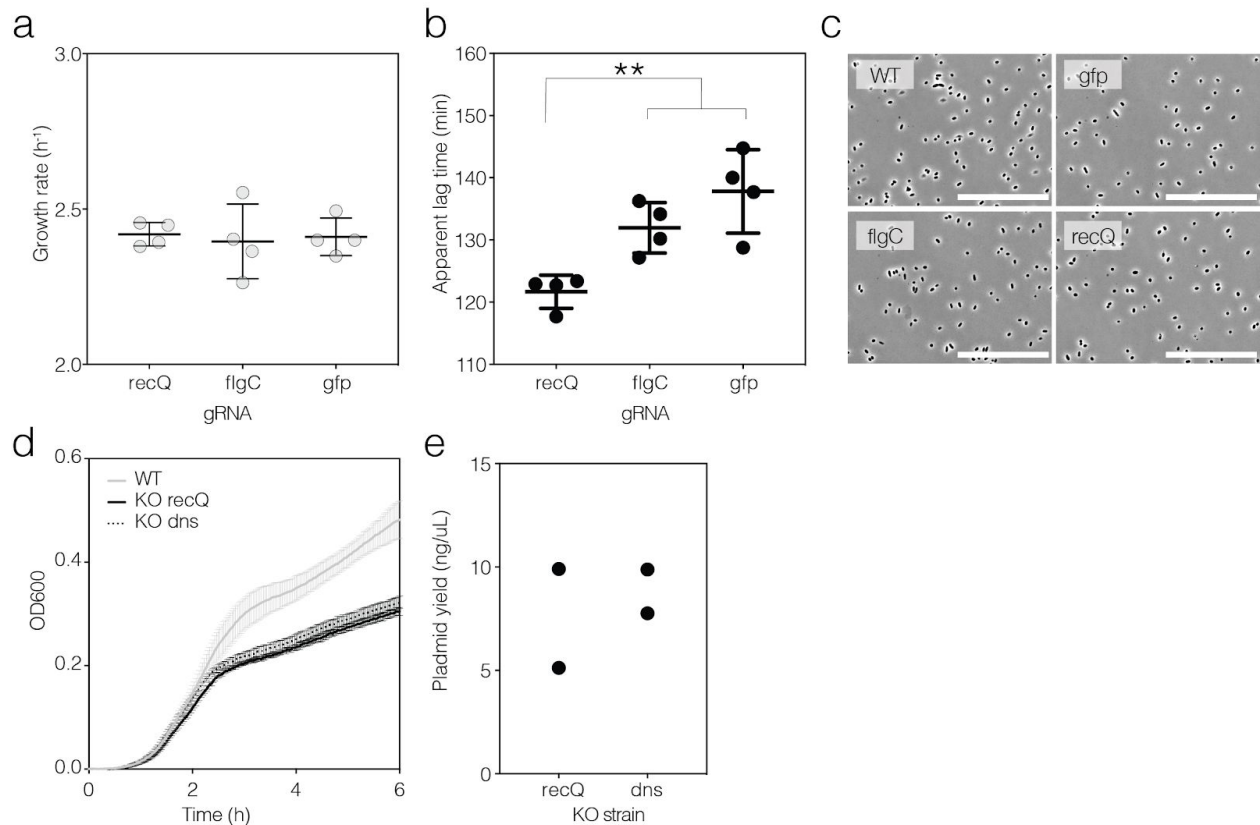 a
3.0
2.5
2.0
Growth rate (h⁻¹)
recQ flgC gfp
gRNA
b
160
150
140
130
120
110
Apparent lag time (min)
**
recQ flgC gfp
gRNA
c
WT
gfp
flgC
recQ
d
0.6
0.4
0.2
0.0
OD600
WT
KO recQ
KO dns
0 2 4 6
Time (h)
e
15
10
5
0
Pladmid yield (ng/uL)
recQ dns
KO strain